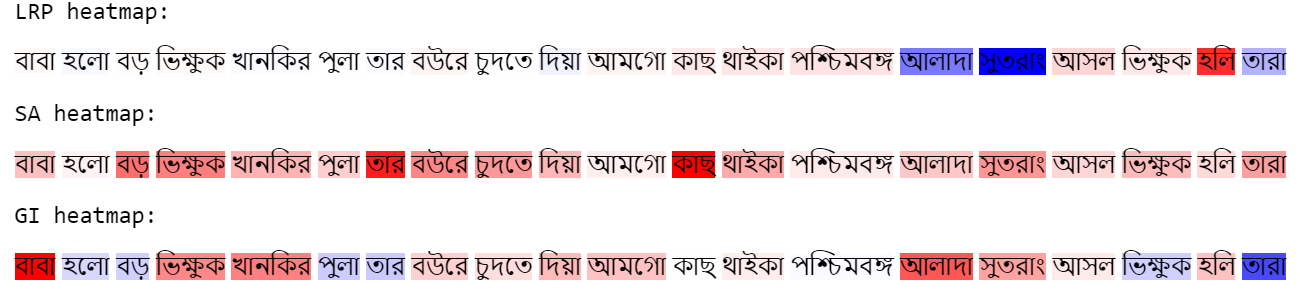 LRP heatmap:
বাবা হলো বড় ভিক্ষুক খানকির পুলা তার বউরে চুদতে দিয়া আমগো কাছ থাইকা পশ্চিমবঙ্গ আলাদা সুতরাং আসল ভিক্ষুক হলি তারা
SA heatmap:
বাবা হলো বড় ভিক্ষুক খানকির পুলা তার বউরে চুদতে দিয়া আমগো কাছ থাইকা পশ্চিমবঙ্গ আলাদা সুতরাং আসল ভিক্ষুক হলি তারা
GI heatmap:
বাবা হলো বড় ভিক্ষুক খানকির পুলা তার বউরে চুদতে দিয়া আমগো কাছ থাইকা পশ্চিমবঙ্গ আলাদা সুতরাং আসল ভিক্ষুক হলি তারা